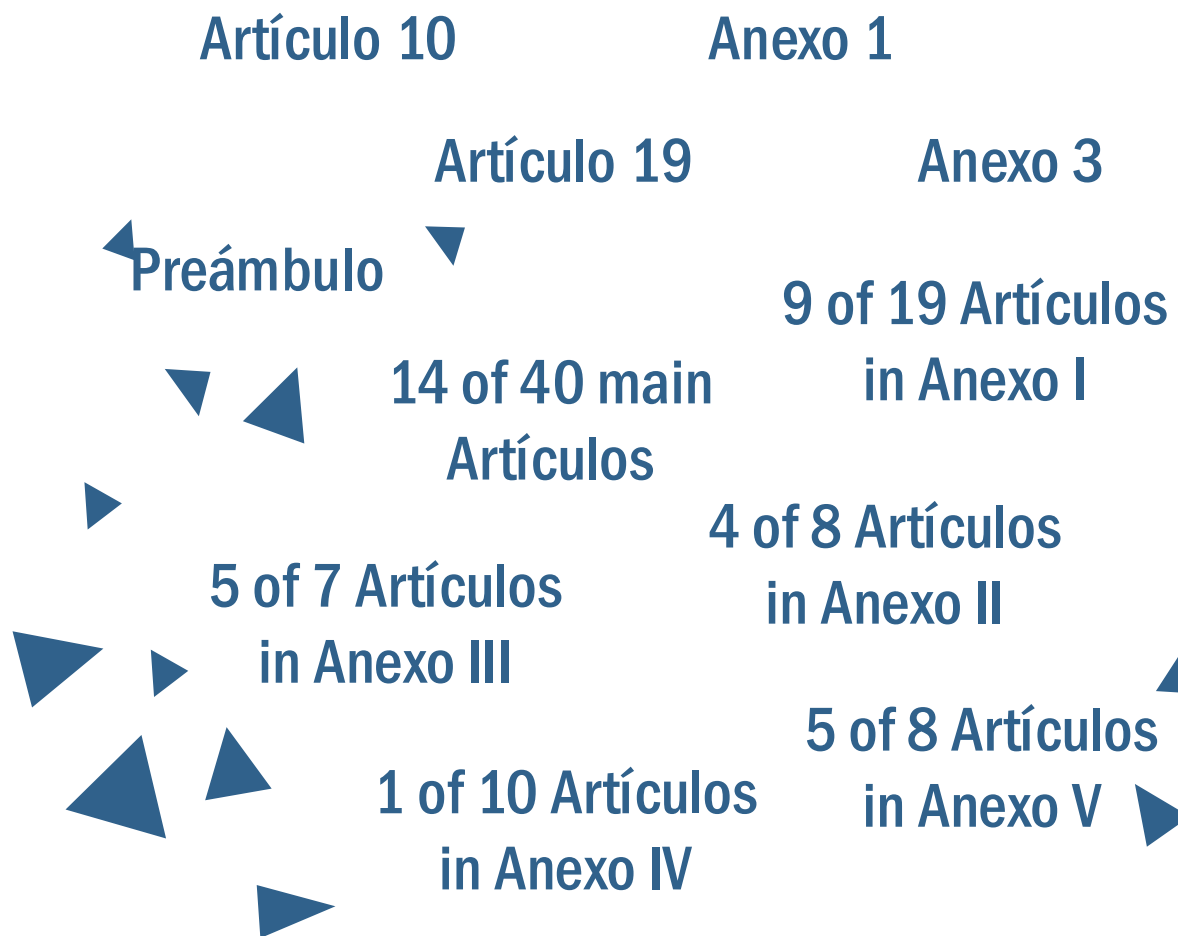 Artículo 10
Anexo 1
Artículo 19
Anexo 3
Preámbulo
9 of 19 Artículos
in Anexo I
14 of 40 main
Artículos
4 of 8 Artículos
in Anexo II
5 of 7 Artículos
in Anexo III
5 of 8 Artículos
in Anexo V
1 of 10 Artículos
in Anexo IV